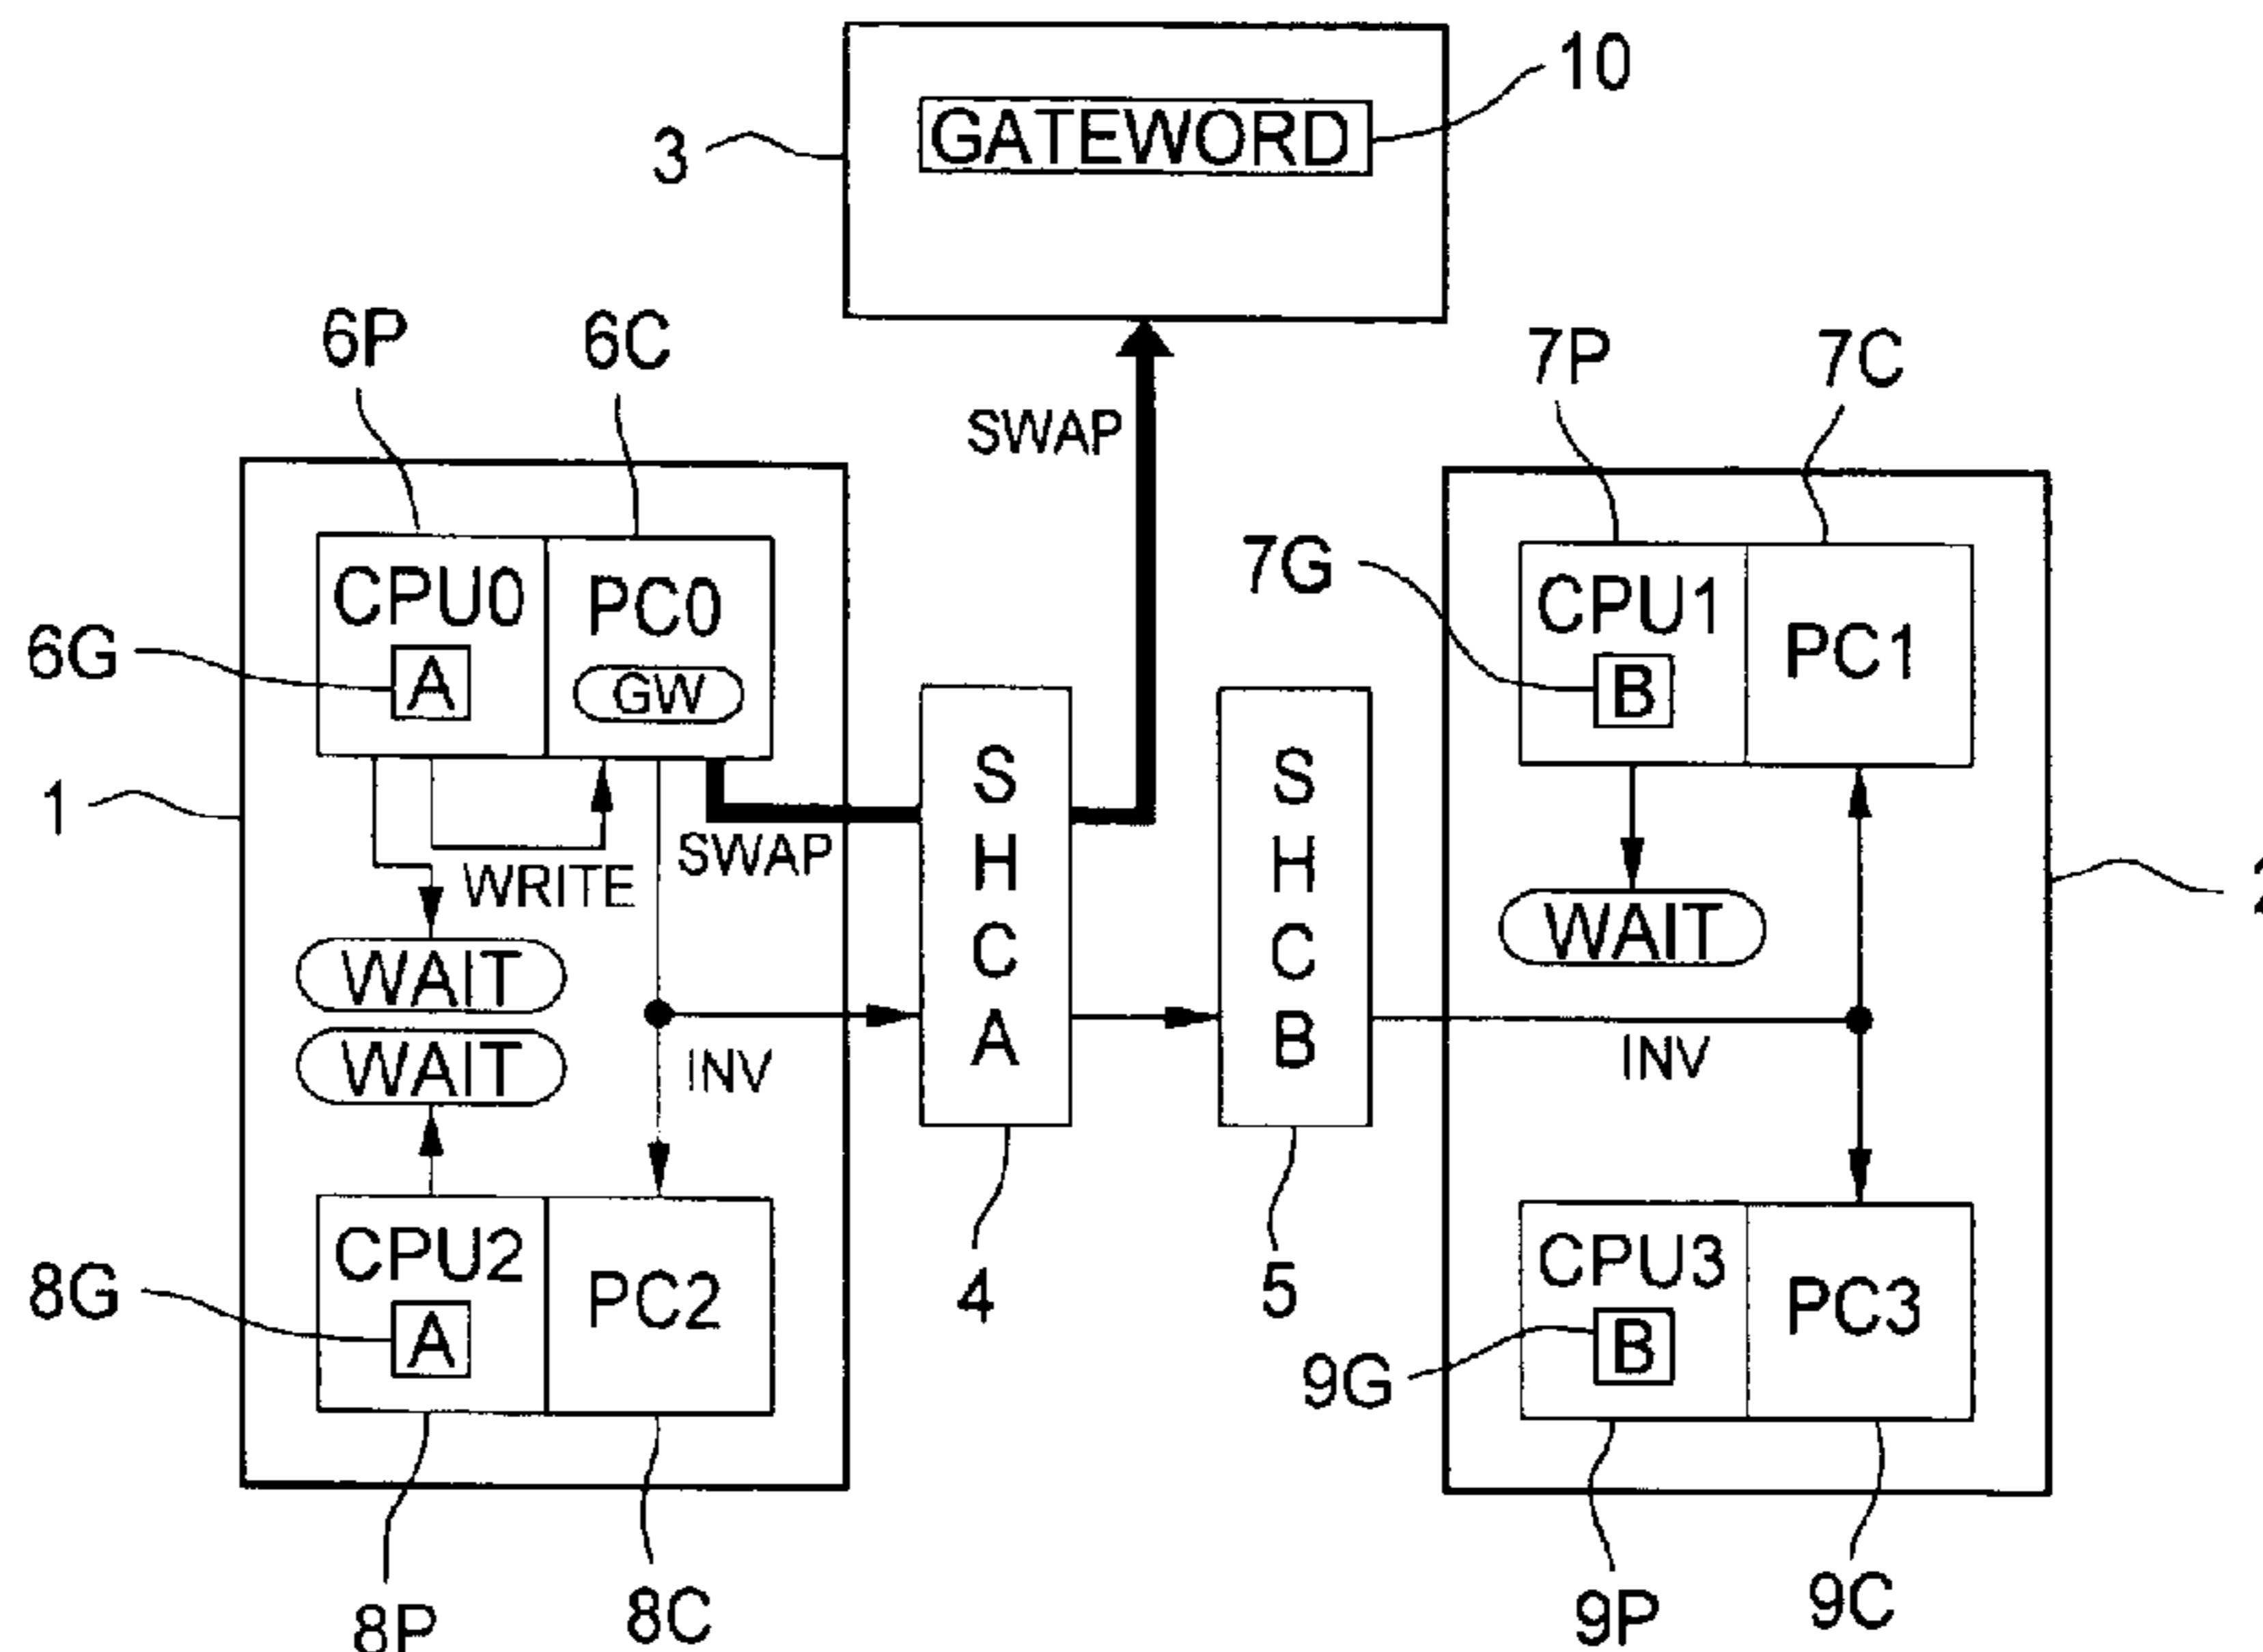 10
GATEWORD
3
6P
6C
7P
7C
SWAP
7G
CPU0
PC0
CPU1
PC1
6G
A
GW
B
S
H
C
A
S
H
C
B
1
SWAP
WRITE
2
WAIT
WAIT
WAIT
INV
INV
CPU2
PC2
CPU3
PC3
8G
A
4
5
9G
B
8P
8C
9P
9C